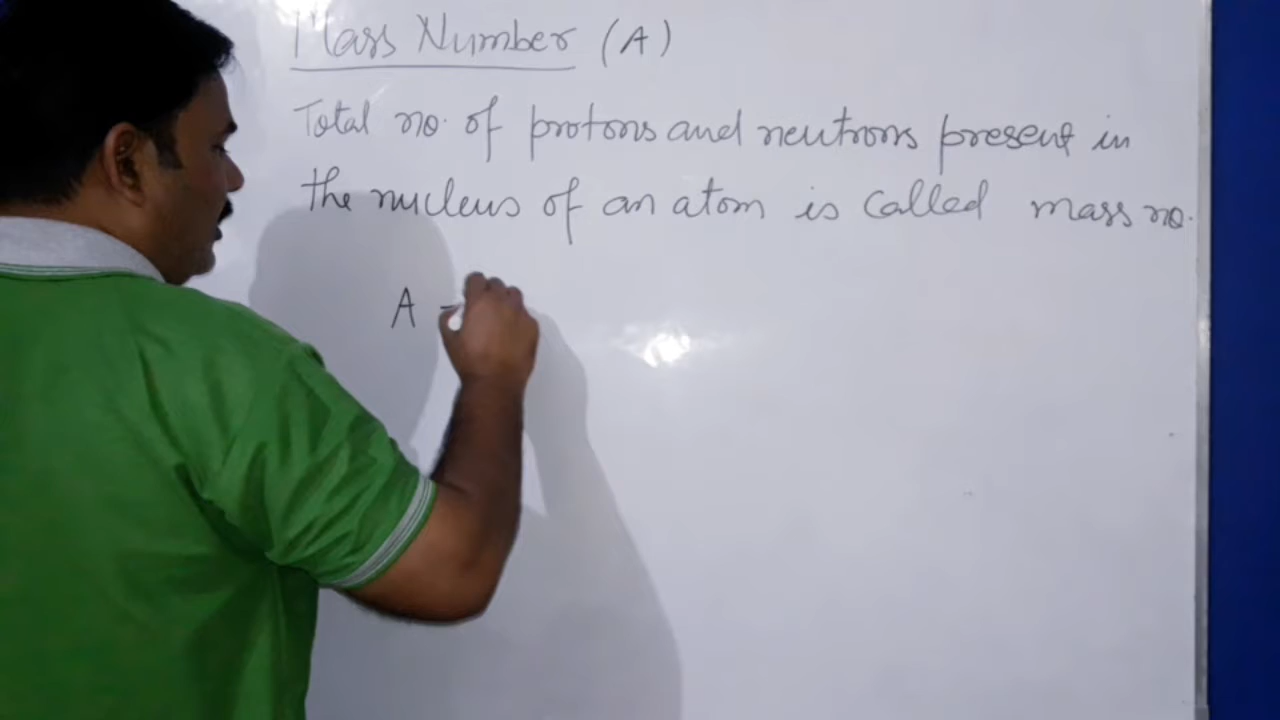 Mass Number (A)
Total no. of protons and neutrons present in
the nucleus of an atom is called mass no.
A